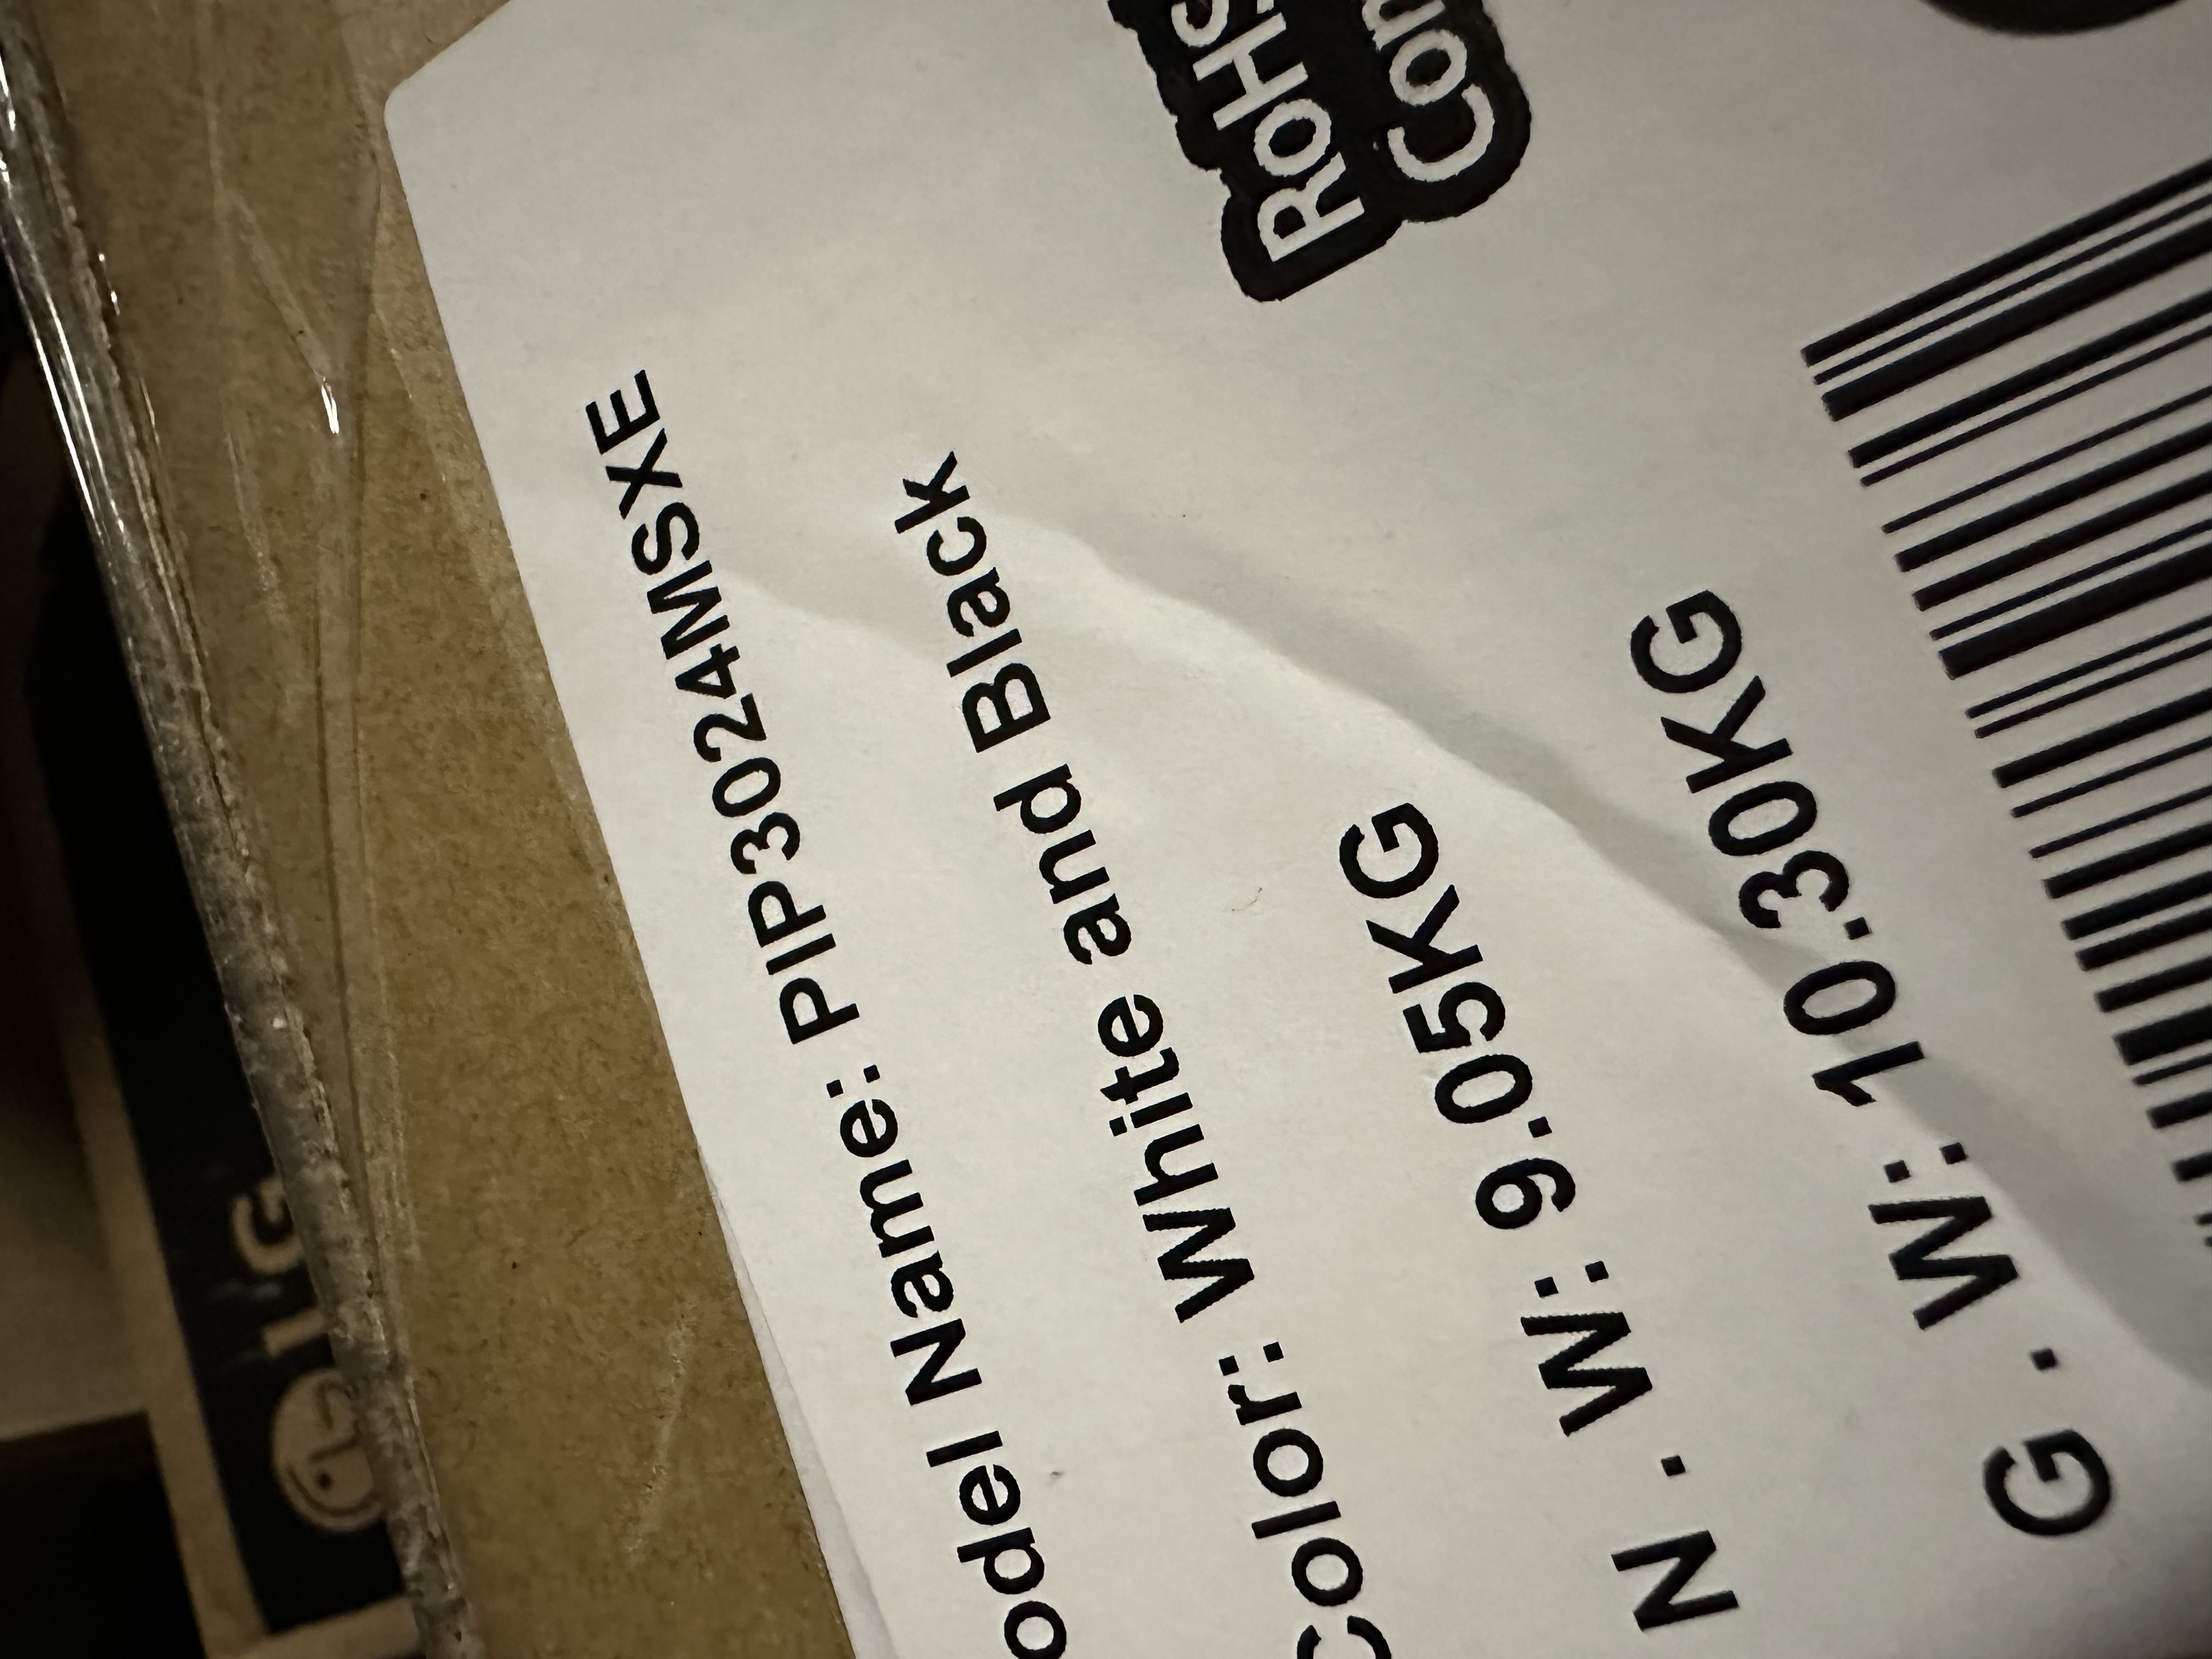 RoHS
odel Name: PIP3024MSXE
Color: White and Black
N . W: 9.05KG
G . W: 10.30KG
LG